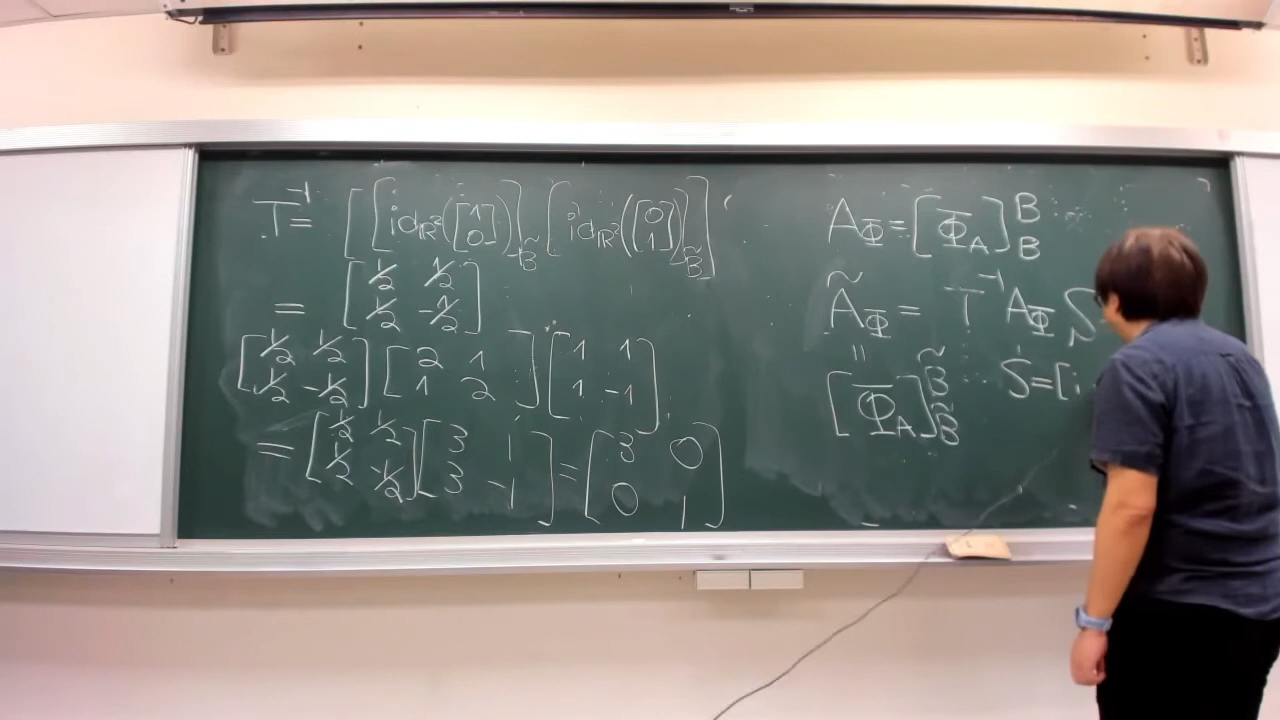 T⁻¹ = [ [id_ℝ²([1 0])]_B̃ [id_ℝ²([0 1])]_B̃ ]
= [1/2 1/2; 1/2 -1/2]
[1/2 1/2; 1/2 -1/2] [2 1; 1 2] [1 1; 1 -1]
= [1/2 1/2; 1/2 -1/2] [3 1; 3 -1] = [3 0; 0 1]
A_Φ = [Φ_A]^B_B
Ã_Φ = T⁻¹ A_Φ S
=
[Φ_A]^B̃_B̃
S = [i